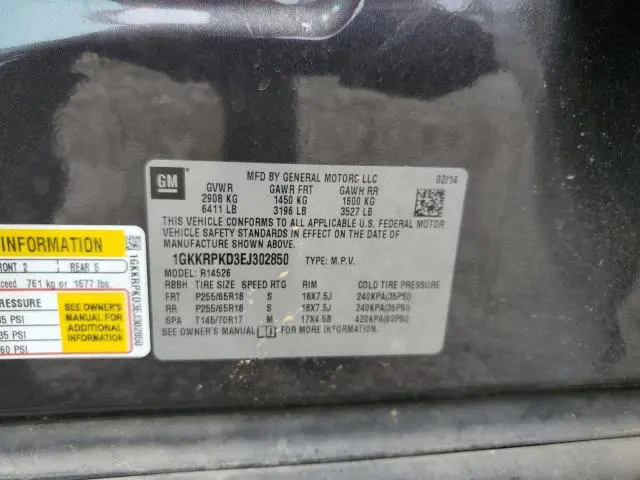 GM
MFD BY GENERAL MOTORS LLC 02/14
GVWR GAWR FRT GAWR RR
2908 KG 1450 KG 1600 KG
6411 LB 3196 LB 3527 LB
THIS VEHICLE CONFORMS TO ALL APPLICABLE U.S. FEDERAL MOTOR
VEHICLE SAFETY STANDARDS IN EFFECT ON THE DATE OF
MANUFACTURE SHOWN ABOVE.
1GKKRPKD3EJ302850 TYPE: M.P.V.
MODEL: R14526
RBBH TIRE SIZE SPEED RTG RIM COLD TIRE PRESSURE
FRT P255/65R18 S 18X7.5J 240KPA(35PSI)
RR P255/65R18 S 18X7.5J 240KPA(35PSI)
SPA T145/70R17 M 17X4.5B 420KPA(60PSI)
SEE OWNER'S MANUAL FOR MORE INFORMATION.
INFORMATION
RONT 2 REAR 5
xceed 761 kg or 1677 lbs.
PRESSURE
35 PSI
35 PSI
60 PSI
SEE OWNER'S
MANUAL FOR
ADDITIONAL
INFORMATION
1GKKRPKD3EJ302850